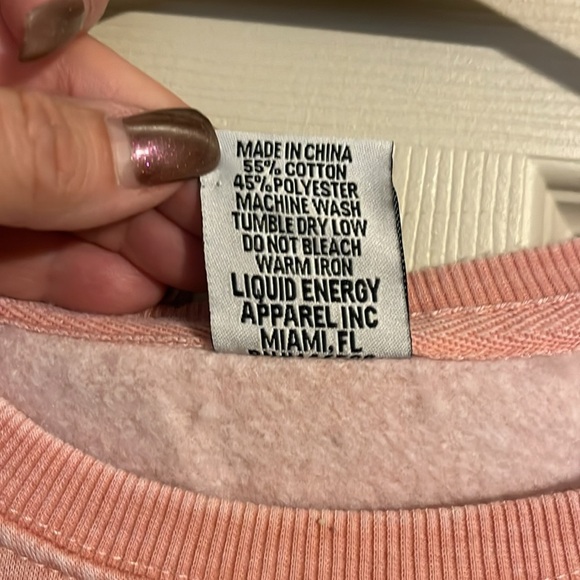 MADE IN CHINA
55% COTTON
45% POLYESTER
MACHINE WASH
TUMBLE DRY LOW
DO NOT BLEACH
WARM IRON
LIQUID ENERGY
APPAREL INC
MIAMI, FL